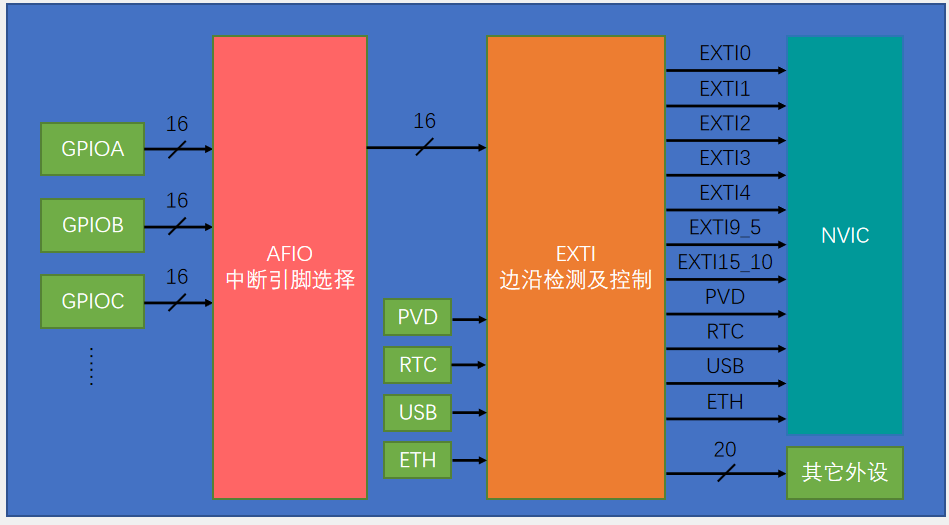 GPIOA
16
GPIOB
16
GPIOC
16
AFIO
中断引脚选择
16
PVD
RTC
USB
ETH
EXTI
边沿检测及控制
EXTI0
EXTI1
EXTI2
EXTI3
EXTI4
EXTI9_5
EXTI15_10
PVD
RTC
USB
ETH
20
NVIC
其它外设